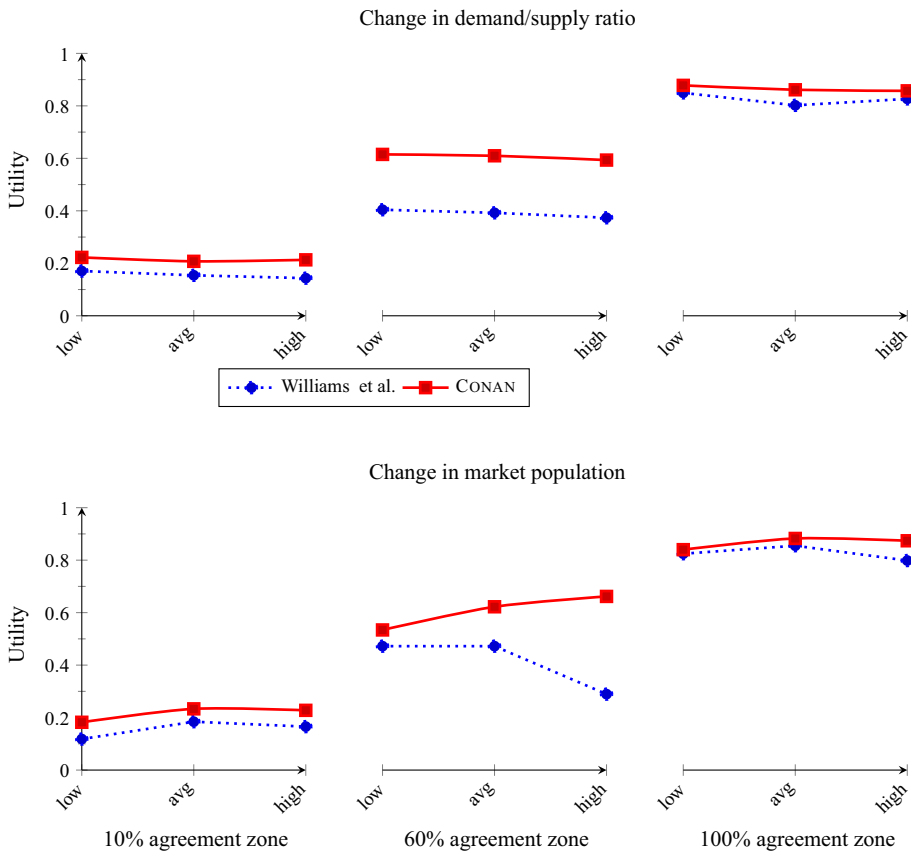 Change in demand/supply ratio
1
0.8
0.6
0.4
0.2
0
Utility
low avg high low avg high low avg high
Williams et al. CONAN
Change in market population
1
0.8
0.6
0.4
0.2
0
Utility
low avg high low avg high low avg high
10% agreement zone 60% agreement zone 100% agreement zone